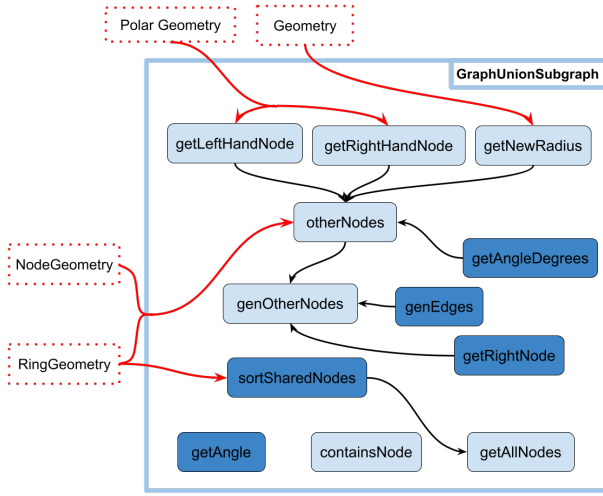 Polar Geometry
Geometry
GraphUnionSubgraph
getLeftHandNode
getRightHandNode
getNewRadius
otherNodes
getAngleDegrees
NodeGeometry
genOtherNodes
genEdges
getRightNode
RingGeometry
sortSharedNodes
getAngle
containsNode
getAllNodes